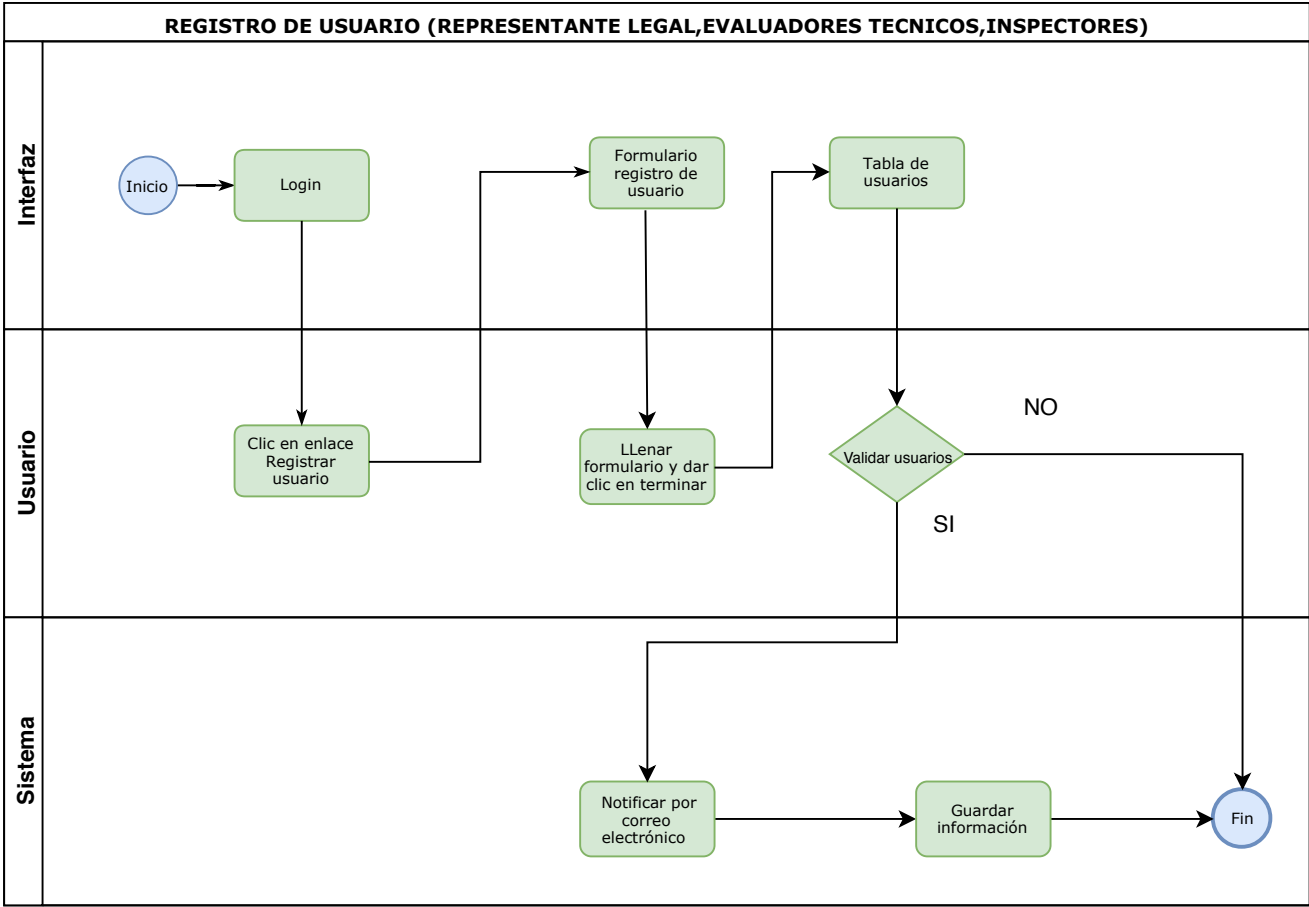 REGISTRO DE USUARIO (REPRESENTANTE LEGAL,EVALUADORES TECNICOS,INSPECTORES)
Interfaz
Inicio
Login
Formulario
registro de
usuario
Tabla de
usuarios
Usuario
Clic en enlace
Registrar
usuario
LLenar
formulario y dar
clic en terminar
Validar usuarios
NO
SI
Sistema
Notificar por
correo
electrónico
Guardar
información
Fin